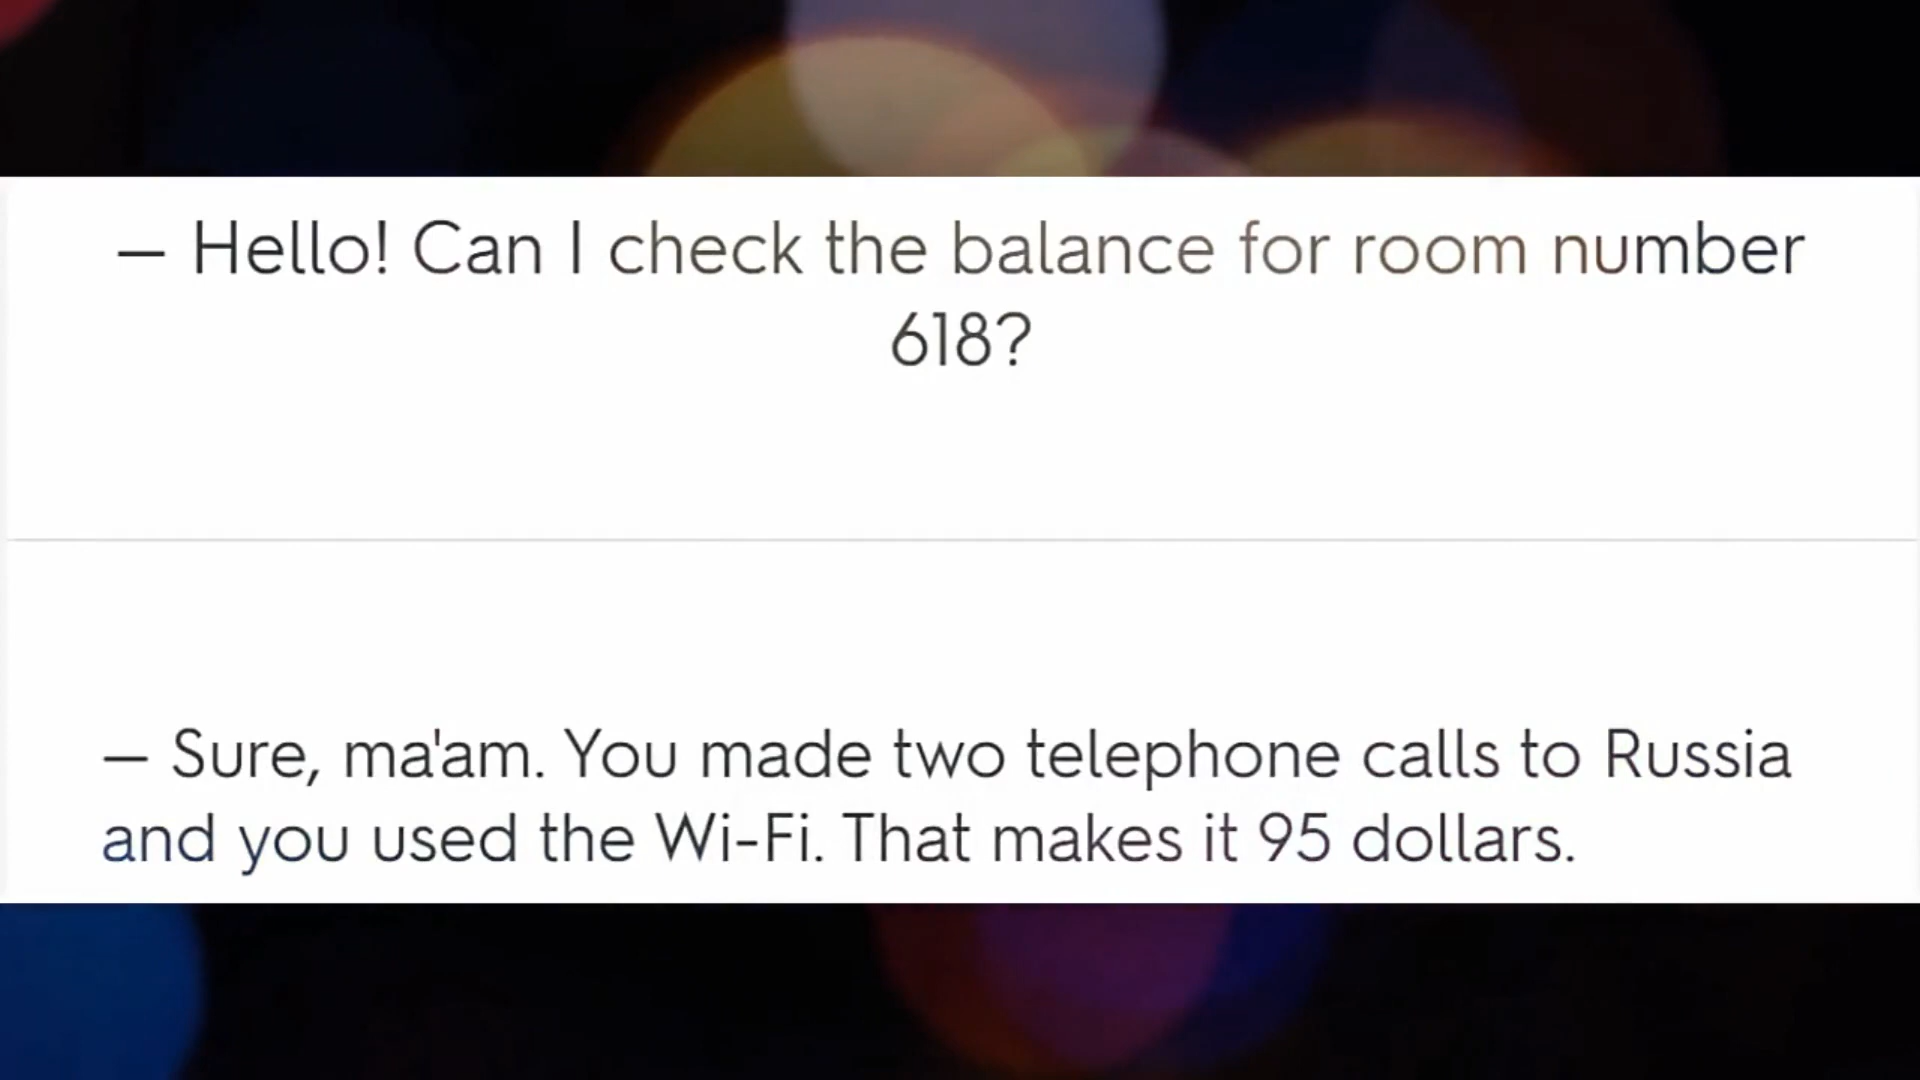 — Hello! Can I check the balance for room number
618?
— Sure, ma'am. You made two telephone calls to Russia
and you used the Wi-Fi. That makes it 95 dollars.